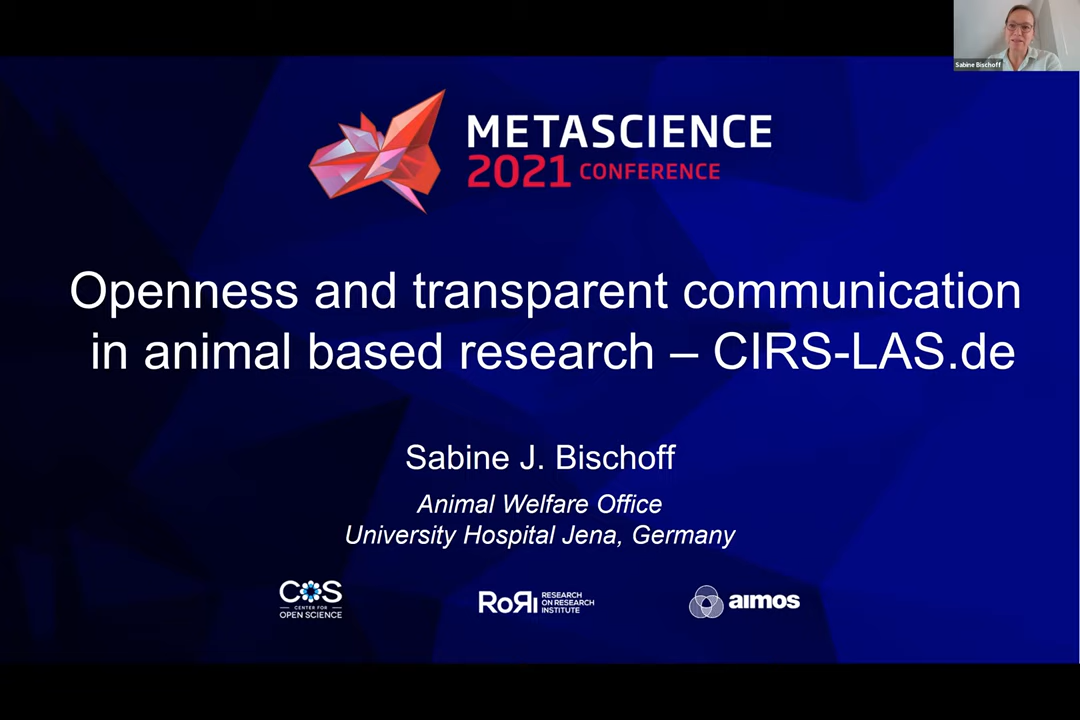 Sabine Bischoff
METASCIENCE
2021 CONFERENCE
Openness and transparent communication
in animal based research – CIRS-LAS.de
Sabine J. Bischoff
Animal Welfare Office
University Hospital Jena, Germany
COS
CENTER FOR
OPEN SCIENCE
RoRI
RESEARCH
ON RESEARCH
INSTITUTE
aimos